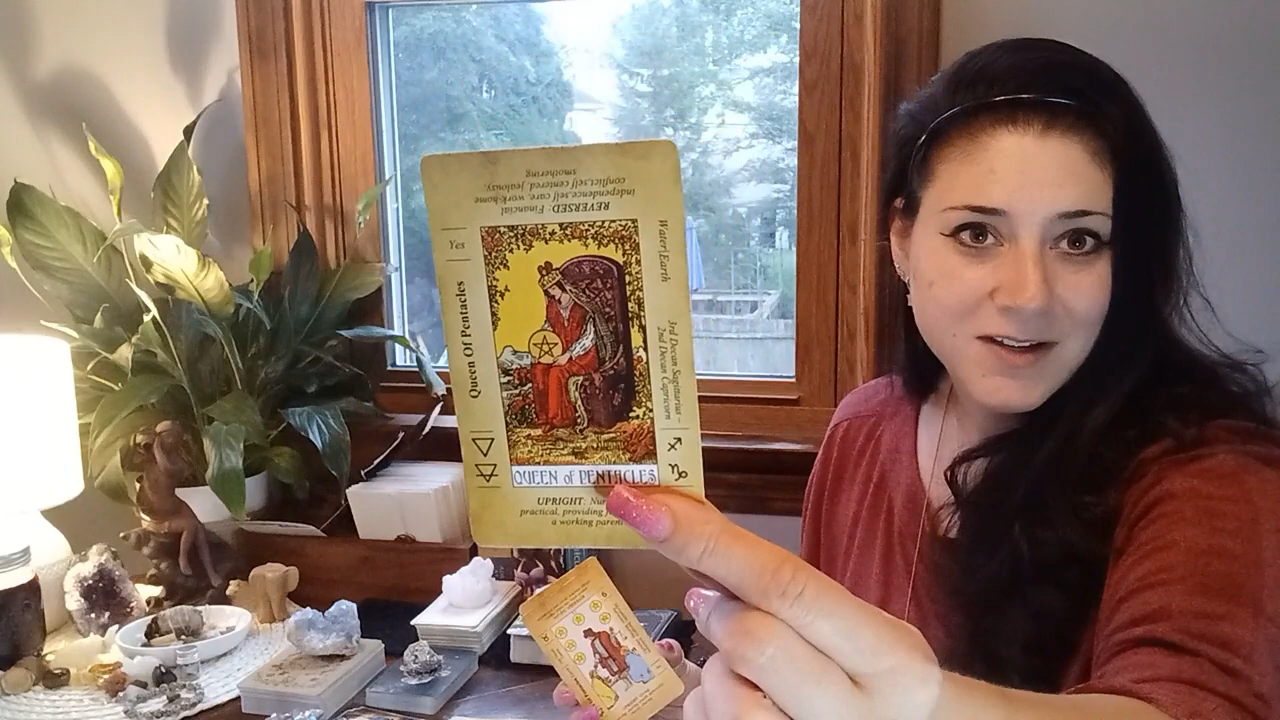 REVERSED: Financial
independence, self care, work-home
conflict, self centered, jealousy,
smothering
Yes
Queen Of Pentacles
Water|Earth
3rd Decan Sagittarius –
2nd Decan Capricorn
QUEEN of PENTACLES
UPRIGHT:
practical, providing
a working parent